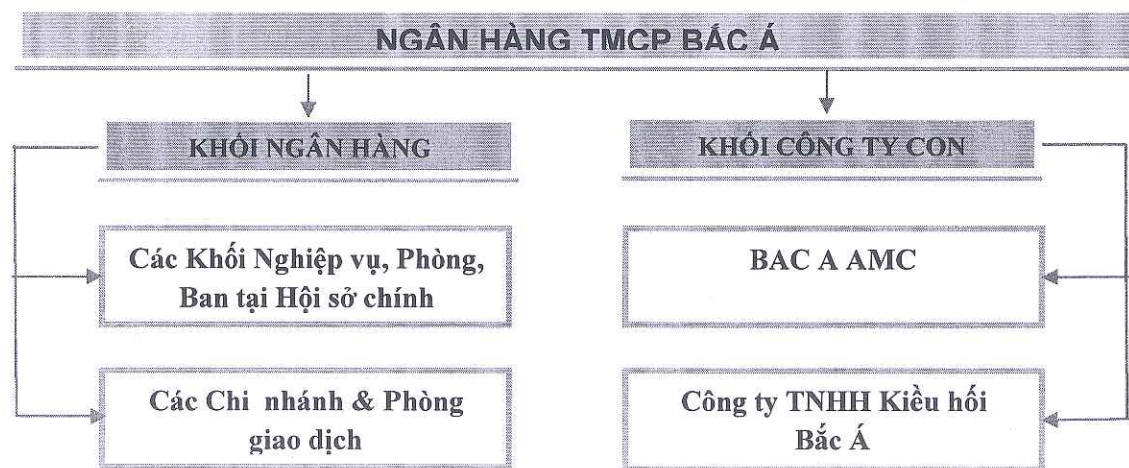 NGÂN HÀNG TMCP BẮC Á
KHỐI NGÂN HÀNG
KHỐI CÔNG TY CON
Các Khối Nghiệp vụ, Phòng,
Ban tại Hội sở chính
BAC A AMC
Các Chi nhánh & Phòng
giao dịch
Công ty TNHH Kiều hối
Bắc Á